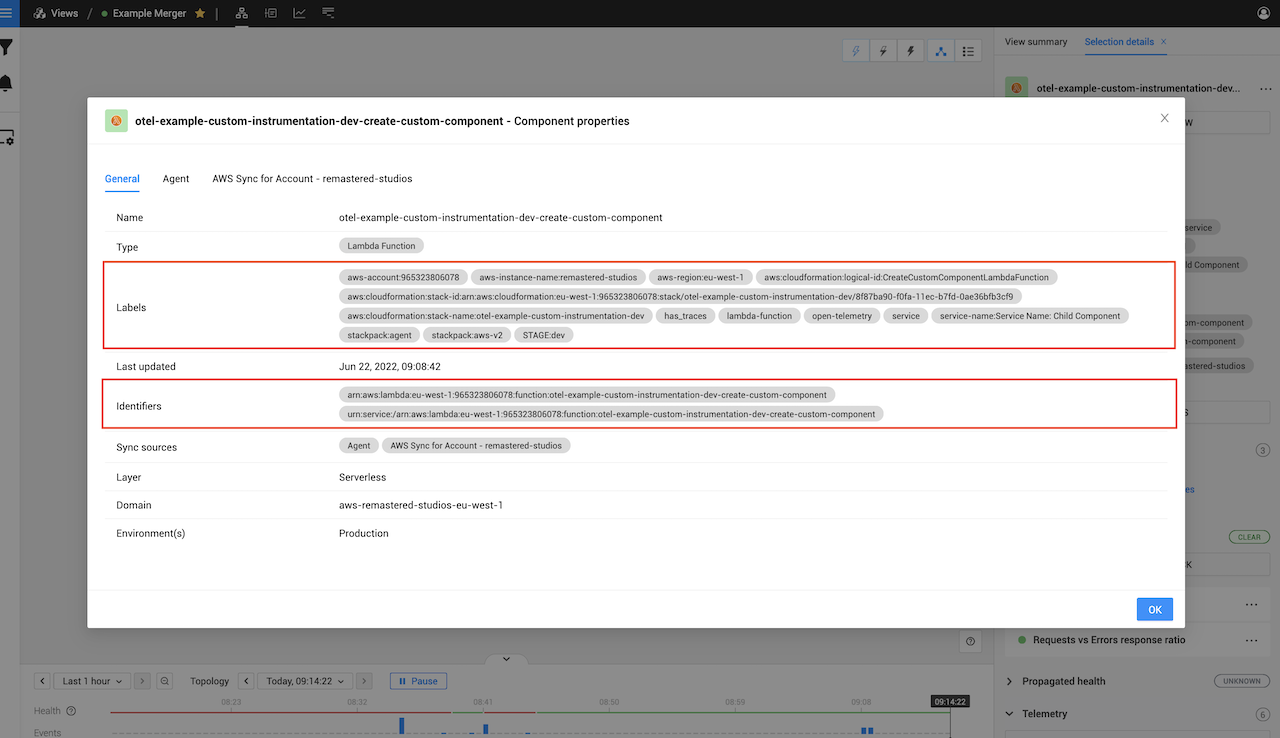 Views / Example Merger
View summary Selection details ×
otel-example-custom-instrumentation-dev...
otel-example-custom-instrumentation-dev-create-custom-component - Component properties
General Agent AWS Sync for Account - remastered-studios
Name otel-example-custom-instrumentation-dev-create-custom-component
Type Lambda Function
Labels
aws-account:965323806078 aws-instance-name:remastered-studios aws-region:eu-west-1 aws:cloudformation:logical-id:CreateCustomComponentLambdaFunction
aws:cloudformation:stack-id:arn:aws:cloudformation:eu-west-1:965323806078:stack/otel-example-custom-instrumentation-dev/8f87ba90-f0fa-11ec-b7fd-0ae36bfb3cf9
aws:cloudformation:stack-name:otel-example-custom-instrumentation-dev has_traces lambda-function open-telemetry service service-name:Service Name: Child Component
stackpack:agent stackpack:aws-v2 STAGE:dev
Last updated Jun 22, 2022, 09:08:42
Identifiers
arn:aws:lambda:eu-west-1:965323806078:function:otel-example-custom-instrumentation-dev-create-custom-component
urn:service:/arn:aws:lambda:eu-west-1:965323806078:function:otel-example-custom-instrumentation-dev-create-custom-component
Sync sources Agent AWS Sync for Account - remastered-studios
Layer Serverless
Domain aws-remastered-studios-eu-west-1
Environment(s) Production
OK
W
service
ld Component
om-component
n-component
astered-studios
S
3
es
CLEAR
CK
Requests vs Errors response ratio
Propagated health UNKNOWN
Telemetry 6
Last 1 hour Topology Today, 09:14:22 Pause
08:23 08:32 08:41 08:50 08:59 09:08 09:14:22
Health
Events